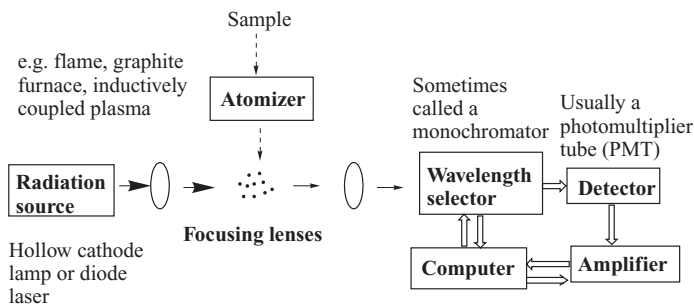 Sample
e.g. flame, graphite
furnace, inductively
coupled plasma
Atomizer
Sometimes
called a
monochromator
Usually a
photomultiplier
tube (PMT)
Radiation
source
Wavelength
selector
Detector
Focusing lenses
Hollow cathode
lamp or diode
laser
Computer
Amplifier